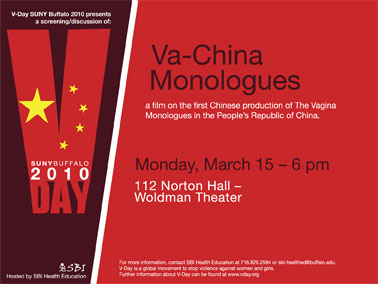 V-Day SUNY Buffalo 2010 presents
a screening/discussion of:
Va-China
Monologues
a film on the first Chinese production of The Vagina
Monologues in the People's Republic of China.
SUNYBUFFALO
2010
DAY
Monday, March 15 – 6 pm
112 Norton Hall –
Woldman Theater
SBI
Hosted by SBI Health Education
For more information, contact SBI Health Education at 716.829.2584 or sbi-healthed@buffalo.edu.
V-Day is a global movement to stop violence against women and girls.
Further information about V-Day can be found at www.vday.org